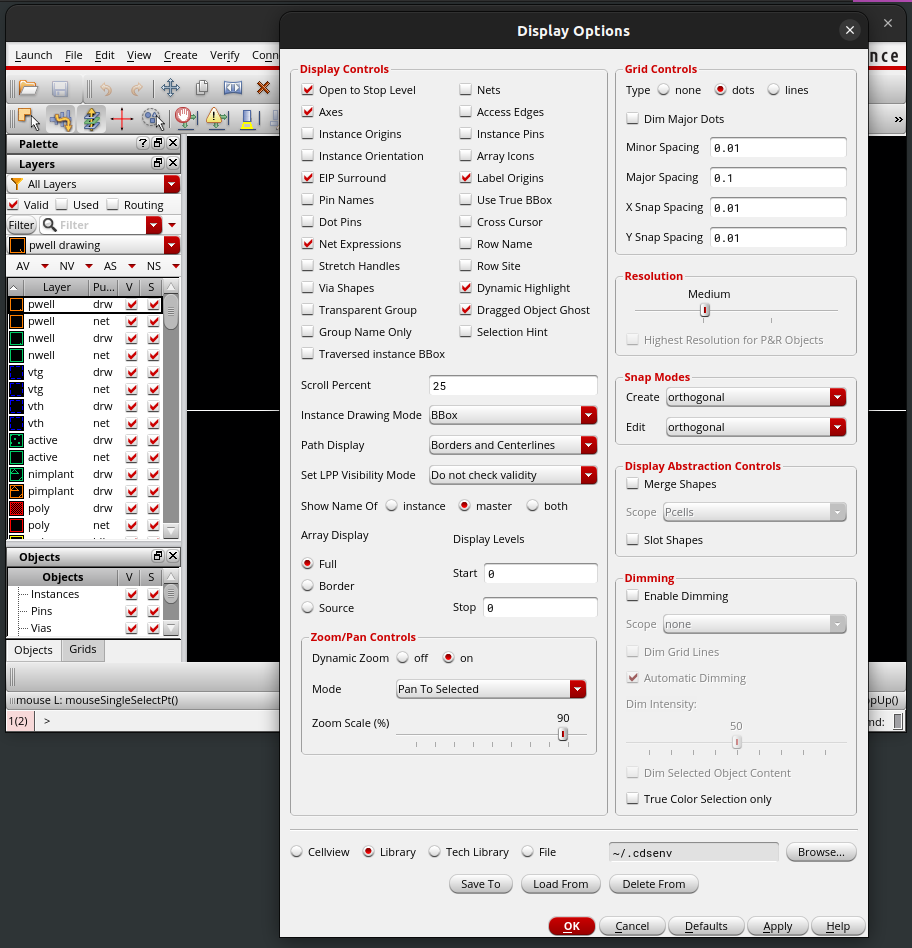 Display Options
Launch File Edit View Create Verify Conn
nce
»
Palette
Layers
All Layers
Valid Used Routing
Filter Filter
pwell drawing
AV NV AS NS
Layer Pu... V S
pwell drw
pwell net
nwell drw
nwell net
vtg drw
vtg net
vth drw
vth net
active drw
active net
nimplant drw
pimplant drw
poly drw
poly net
Objects
Objects V S
Instances
Pins
Vias
Objects Grids
mouse L: mouseSingleSelectPt()
opUp()
1(2) >
md:
Display Controls
Open to Stop Level Nets
Axes Access Edges
Instance Origins Instance Pins
Instance Orientation Array Icons
EIP Surround Label Origins
Pin Names Use True BBox
Dot Pins Cross Cursor
Net Expressions Row Name
Stretch Handles Row Site
Via Shapes Dynamic Highlight
Transparent Group Dragged Object Ghost
Group Name Only Selection Hint
Traversed instance BBox
Scroll Percent 25
Instance Drawing Mode BBox
Path Display Borders and Centerlines
Set LPP Visibility Mode Do not check validity
Show Name Of instance master both
Array Display Display Levels
Full Start 0
Border
Source Stop 0
Zoom/Pan Controls
Dynamic Zoom off on
Mode Pan To Selected
Zoom Scale (%) 90
Grid Controls
Type none dots lines
Dim Major Dots
Minor Spacing 0.01
Major Spacing 0.1
X Snap Spacing 0.01
Y Snap Spacing 0.01
Resolution
Medium
Highest Resolution for P&R Objects
Snap Modes
Create orthogonal
Edit orthogonal
Display Abstraction Controls
Merge Shapes
Scope Pcells
Slot Shapes
Dimming
Enable Dimming
Scope none
Dim Grid Lines
Automatic Dimming
Dim Intensity:
50
Dim Selected Object Content
True Color Selection only
Cellview Library Tech Library File ~/.cdsenv Browse...
Save To Load From Delete From
OK Cancel Defaults Apply Help